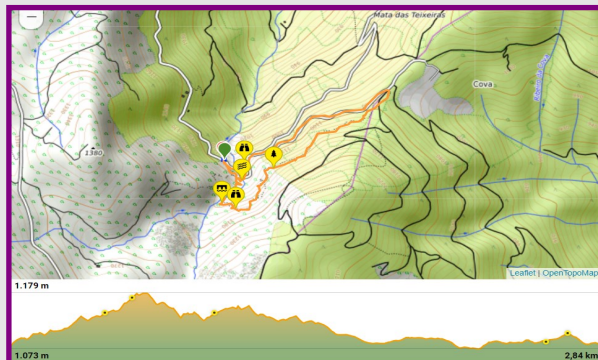 Mata das Teixeiras
Cova
1380
Leaflet | OpenTopoMap
1.179 m
1.073 m
2,84 km